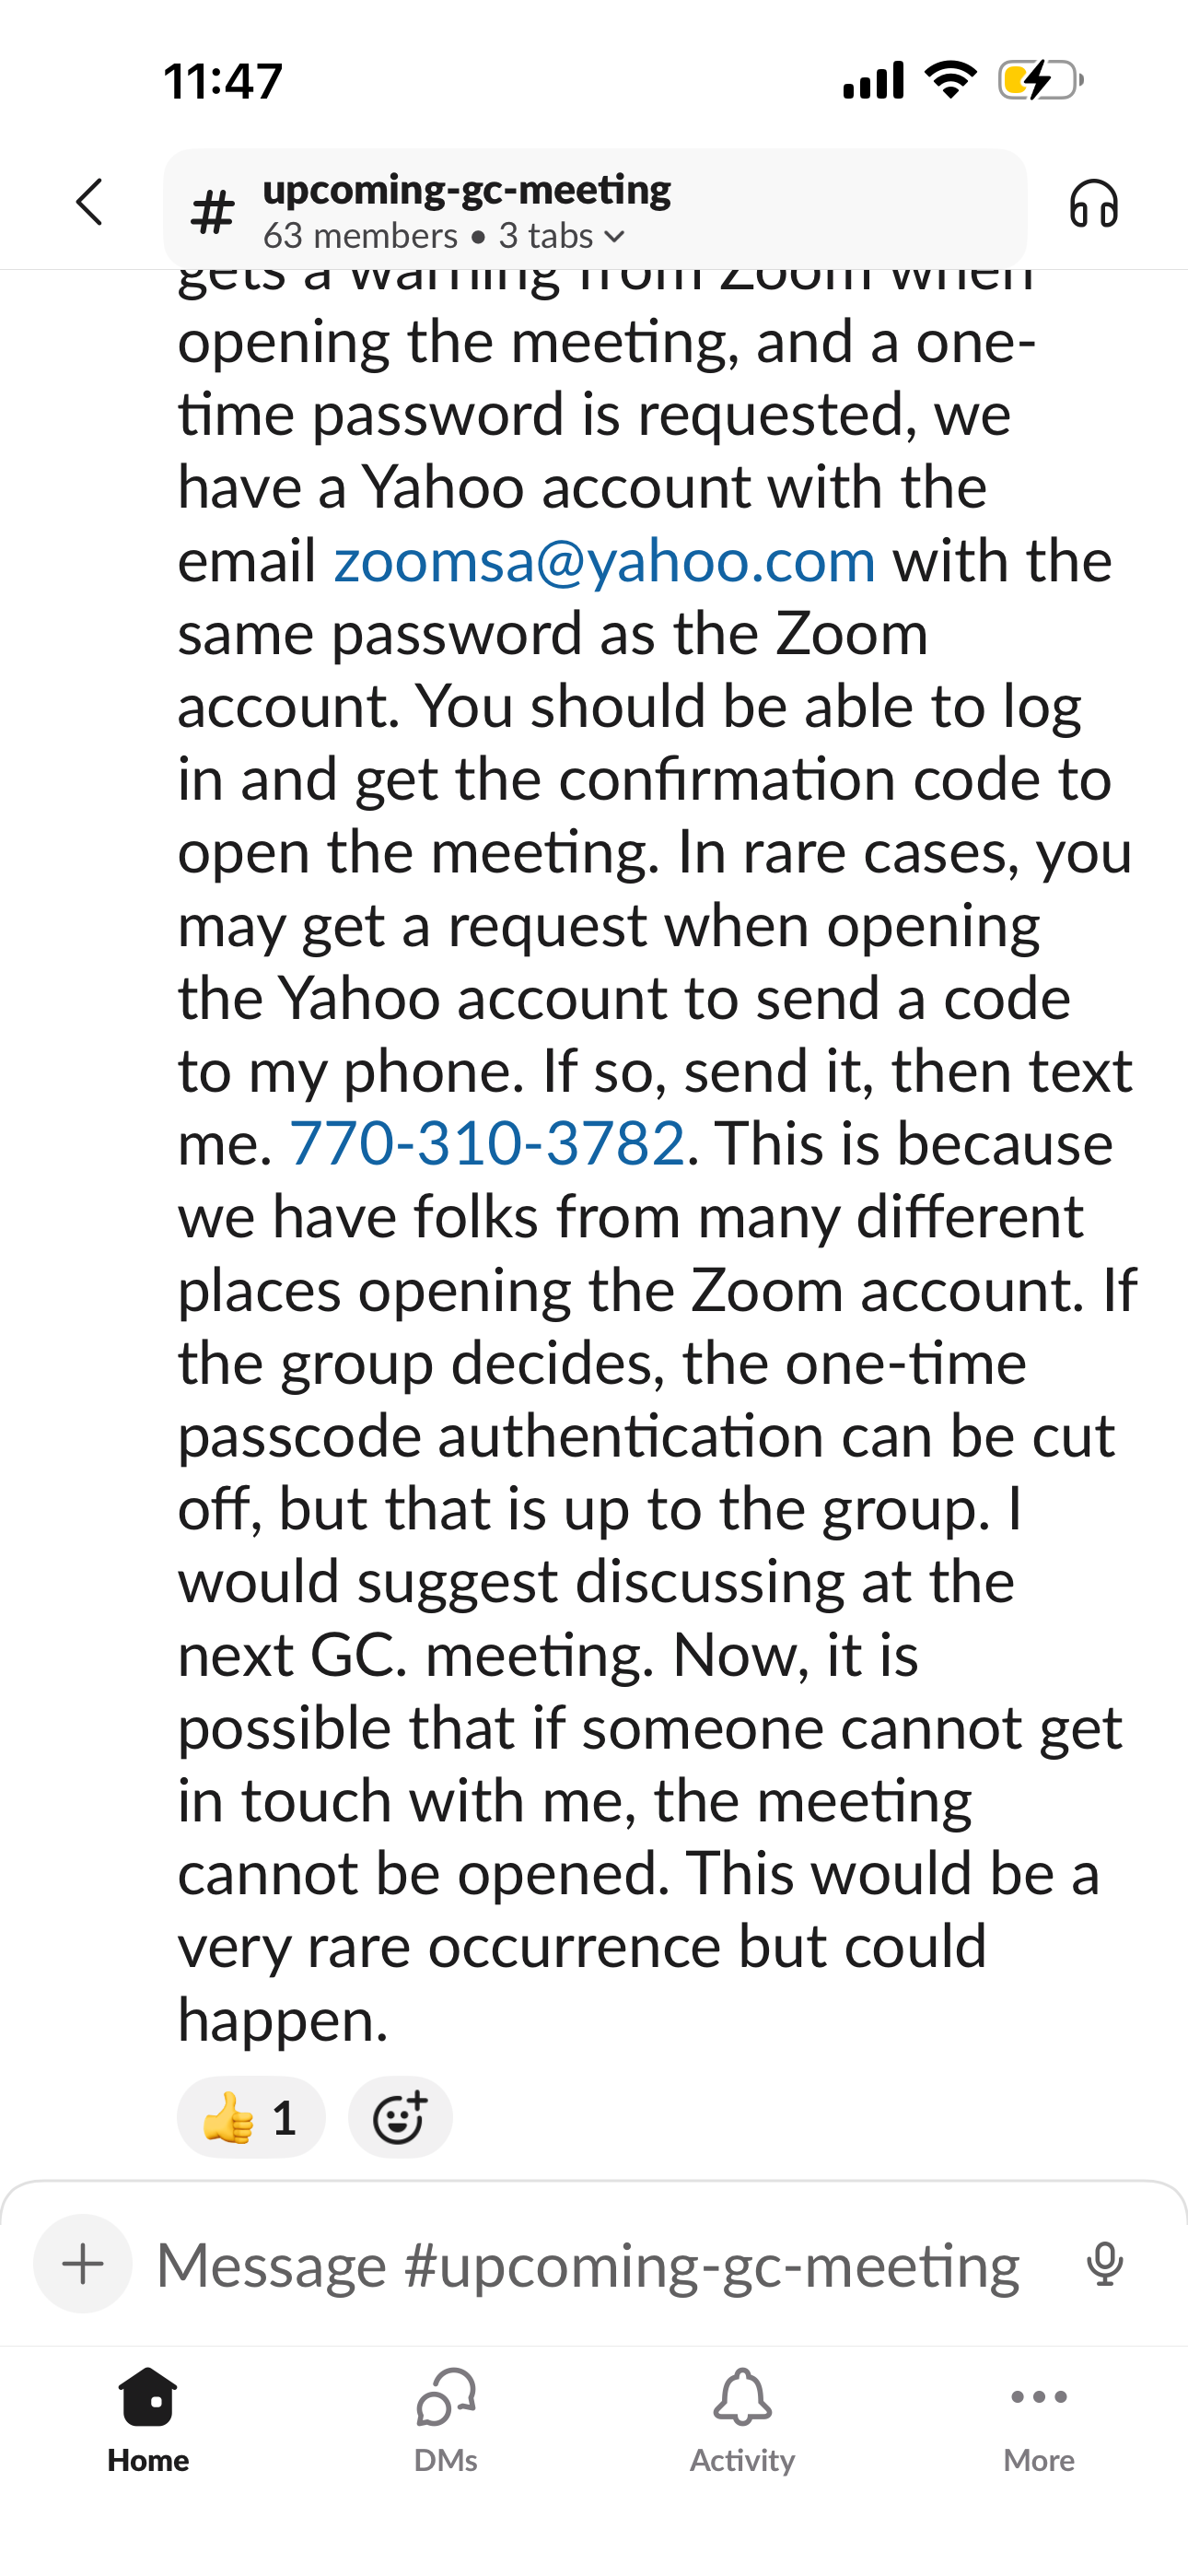 11:47
# upcoming-gc-meeting
63 members • 3 tabs
gets a warning from Zoom when
opening the meeting, and a one-
time password is requested, we
have a Yahoo account with the
email zoomsa@yahoo.com with the
same password as the Zoom
account. You should be able to log
in and get the confirmation code to
open the meeting. In rare cases, you
may get a request when opening
the Yahoo account to send a code
to my phone. If so, send it, then text
me. 770-310-3782. This is because
we have folks from many different
places opening the Zoom account. If
the group decides, the one-time
passcode authentication can be cut
off, but that is up to the group. I
would suggest discussing at the
next GC. meeting. Now, it is
possible that if someone cannot get
in touch with me, the meeting
cannot be opened. This would be a
very rare occurrence but could
happen.
👍 1
Message #upcoming-gc-meeting
Home DMs Activity More